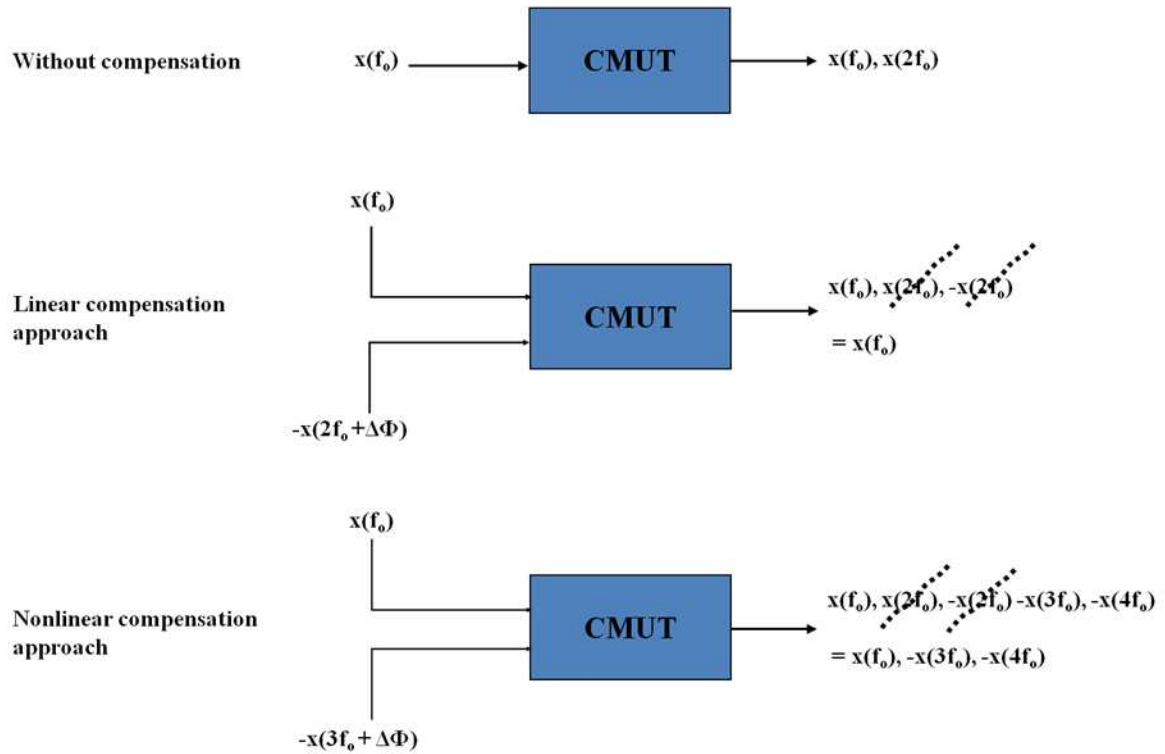 Without compensation
x(fₒ)
CMUT
x(fₒ), x(2fₒ)
x(fₒ)
Linear compensation
approach
CMUT
x(fₒ), x(2fₒ), -x(2fₒ)
= x(fₒ)
-x(2fₒ+ΔΦ)
x(fₒ)
Nonlinear compensation
approach
CMUT
x(fₒ), x(2fₒ), -x(2fₒ) -x(3fₒ), -x(4fₒ)
= x(fₒ), -x(3fₒ), -x(4fₒ)
-x(3fₒ+ΔΦ)